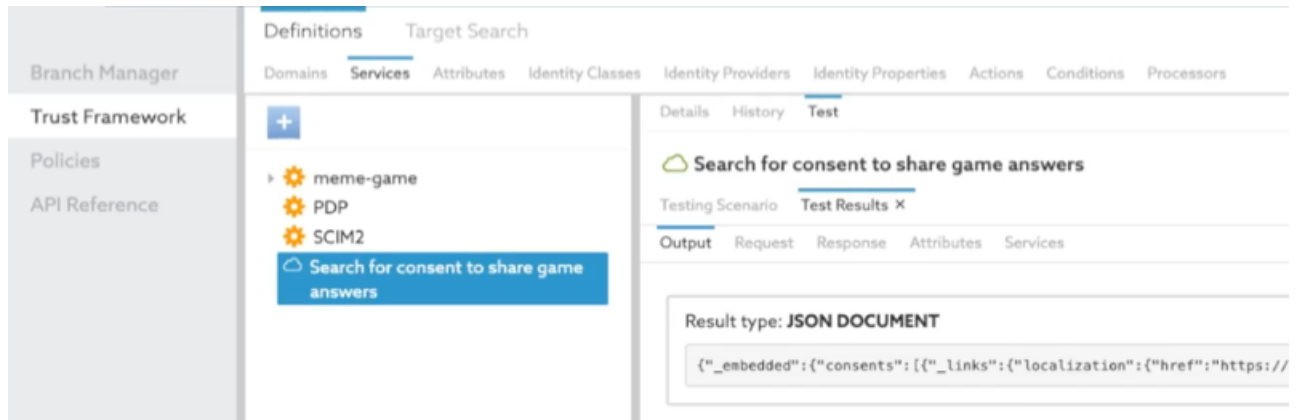 Definitions Target Search
Branch Manager
Trust Framework
Policies
API Reference
Domains Services Attributes Identity Classes Identity Providers Identity Properties Actions Conditions Processors
+
meme-game
PDP
SCIM2
Search for consent to share game
answers
Details History Test
Search for consent to share game answers
Testing Scenario Test Results ×
Output Request Response Attributes Services
Result type: JSON DOCUMENT
{"_embedded":{"consents":[{"_links":{"localization":{"href":"https://